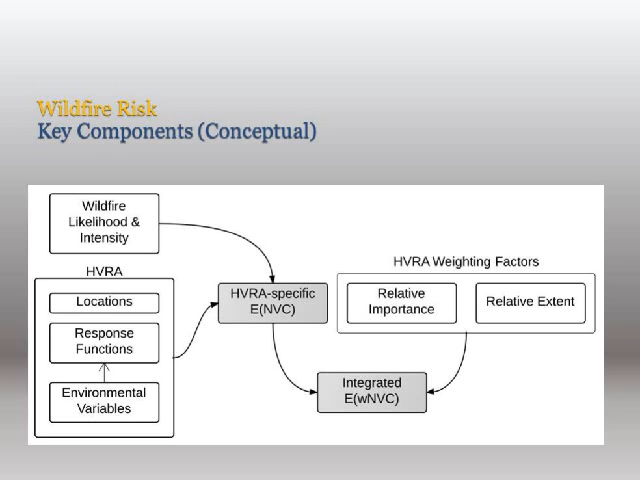 Wildfire Risk
Key Components (Conceptual)
Wildfire
Likelihood &
Intensity
HVRA
Locations
Response
Functions
Environmental
Variables
HVRA-specific
E(NVC)
HVRA Weighting Factors
Relative
Importance
Relative Extent
Integrated
E(wNVC)